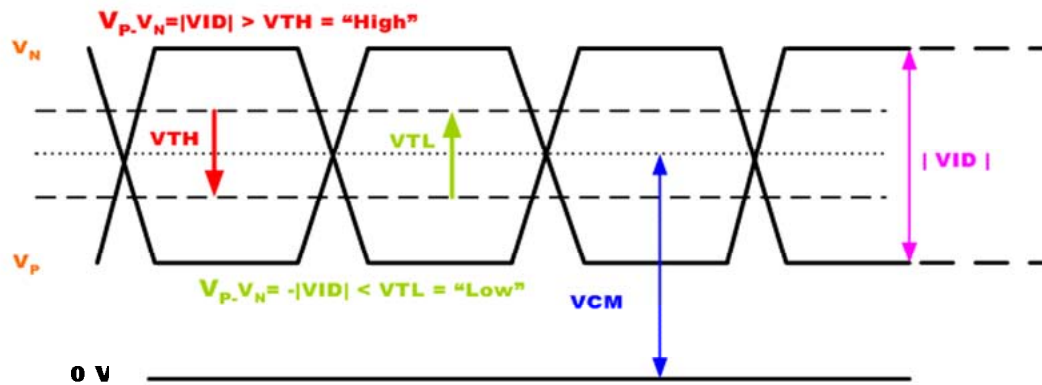 VP-VN=|VID| > VTH = “High”
VN
VTH
VTL
| VID |
VP
VP-VN= -|VID| < VTL = “Low”
VCM
0 V